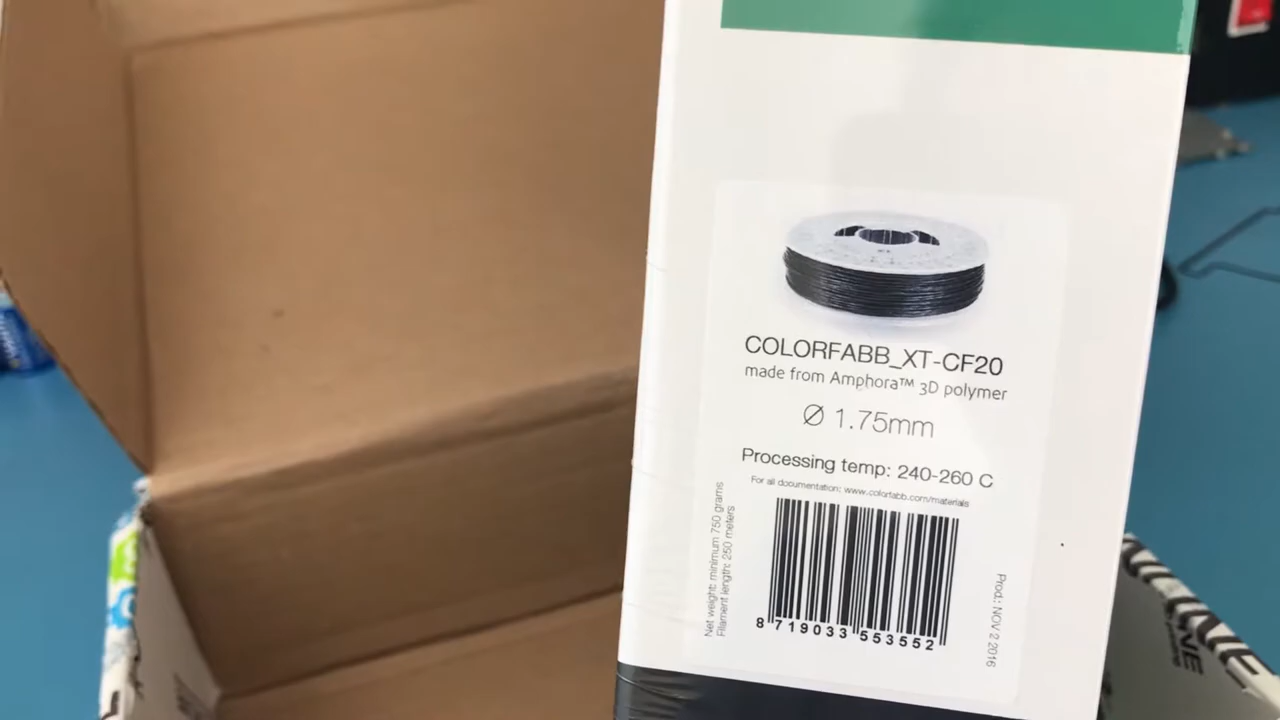 COLORFABB_XT-CF20
made from Amphora™ 3D polymer
Ø 1.75mm
Processing temp: 240-260 C
For all documentation: www.colorfabb.com/materials
Net weight: minimum 750 grams
Filament length: 250 meters
8 719033 553552
Prod.: NOV 2 2016